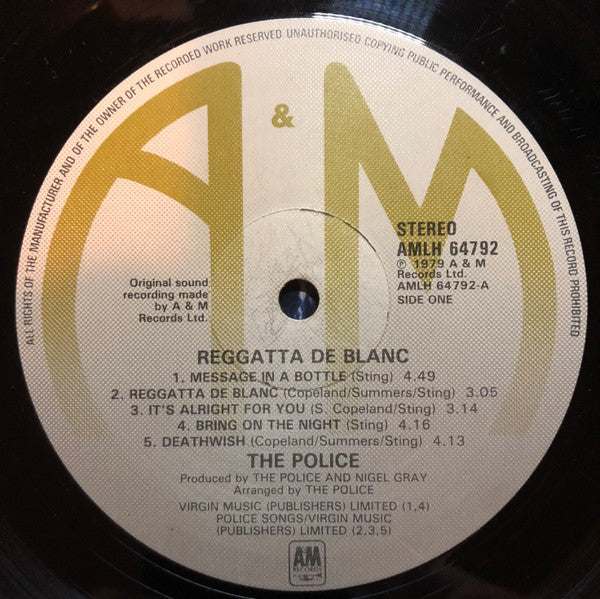 ALL RIGHTS OF THE MANUFACTURER AND OF THE OWNER OF THE RECORDED WORK RESERVED UNAUTHORISED COPYING PUBLIC PERFORMANCE AND BROADCASTING OF THIS RECORD PROHIBITED
A & M
STEREO
AMLH 64792
℗ 1979 A & M
Records Ltd.
AMLH 64792-A
SIDE ONE
Original sound
recording made
by A & M
Records Ltd.
REGGATTA DE BLANC
1. MESSAGE IN A BOTTLE (Sting) 4.49
2. REGGATTA DE BLANC (Copeland/Summers/Sting) 3.05
3. IT'S ALRIGHT FOR YOU (S. Copeland/Sting) 3.14
4. BRING ON THE NIGHT (Sting) 4.16
5. DEATHWISH (Copeland/Summers/Sting) 4.13
THE POLICE
Produced by THE POLICE AND NIGEL GRAY
Arranged by THE POLICE
VIRGIN MUSIC (PUBLISHERS) LIMITED (1,4)
POLICE SONGS/VIRGIN MUSIC
(PUBLISHERS) LIMITED (2,3,5)
AM
RECORDS